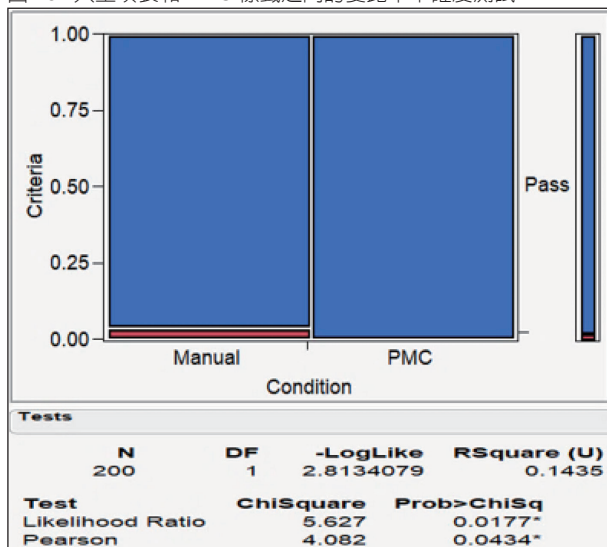 1.00
0.75
0.50
0.25
0.00
Criteria
Pass
Manual PMC
Condition
Tests
N DF -LogLike RSquare (U)
200 1 2.8134079 0.1435
Test ChiSquare Prob>ChiSq
Likelihood Ratio 5.627 0.0177*
Pearson 4.082 0.0434*